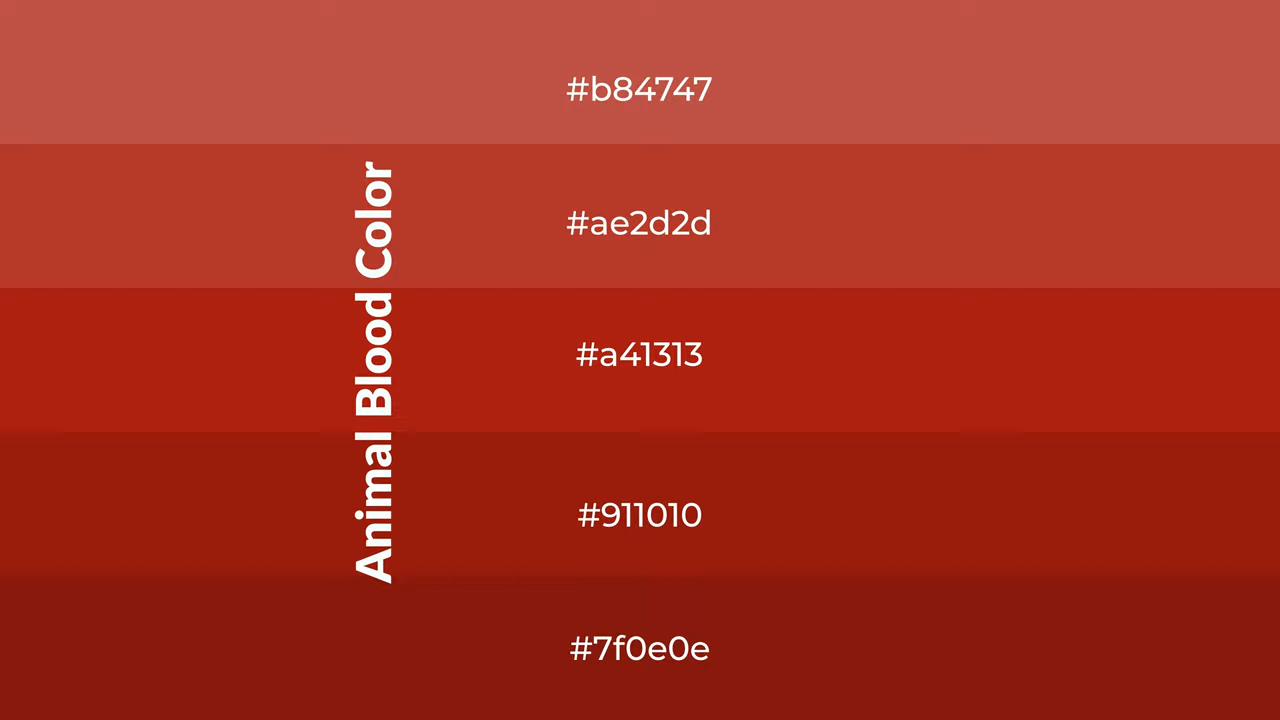 #b84747
#ae2d2d
Animal Blood Color
#a41313
#911010
#7f0e0e